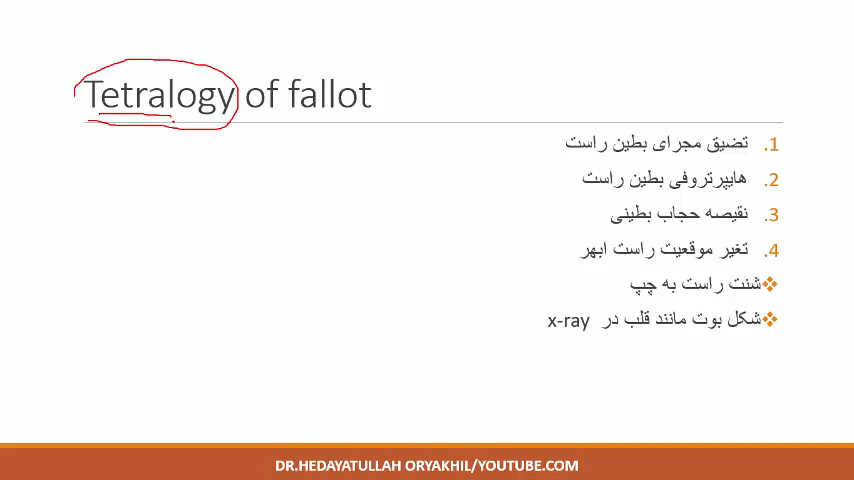 Tetralogy of fallot
1. تضیق مجرای بطین راست
2. هایپرتروفی بطین راست
3. نقیصه حجاب بطینی
4. تغیر موقعیت راست ابهر
❖شنت راست به چپ
❖شکل بوت مانند قلب در x-ray
DR.HEDAYATULLAH ORYAKHIL/YOUTUBE.COM